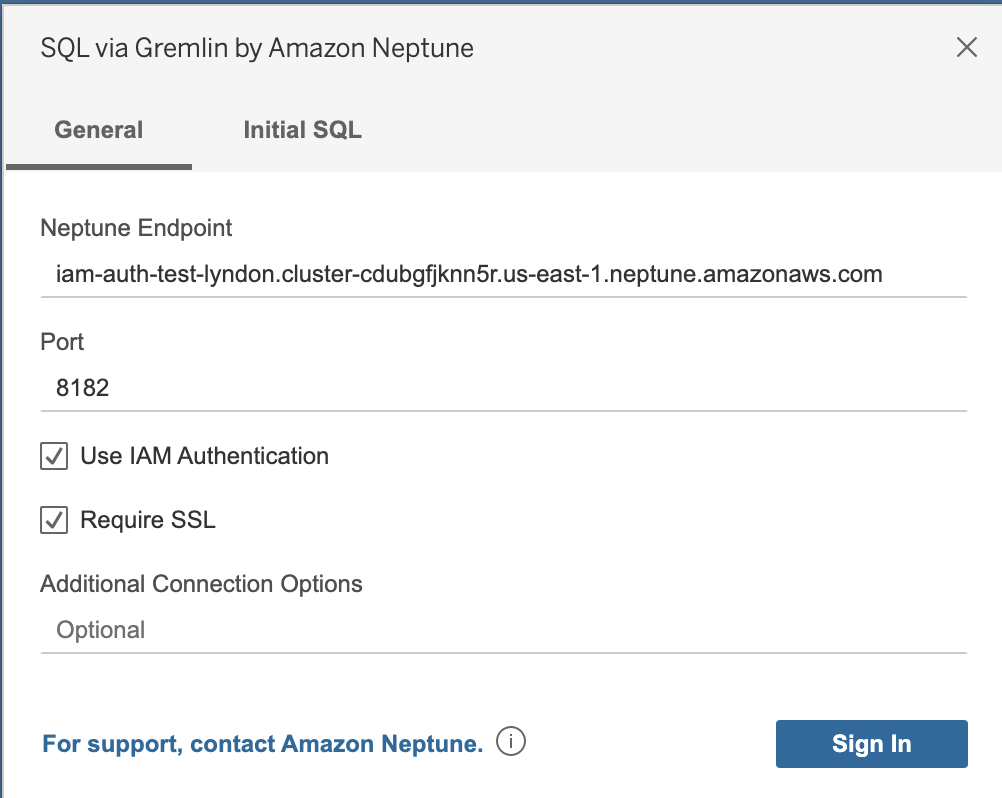 SQL via Gremlin by Amazon Neptune
General
Initial SQL
Neptune Endpoint
iam-auth-test-lyndon.cluster-cdubgfjknn5r.us-east-1.neptune.amazonaws.com
Port
8182
Use IAM Authentication
Require SSL
Additional Connection Options
Optional
For support, contact Amazon Neptune.
Sign In